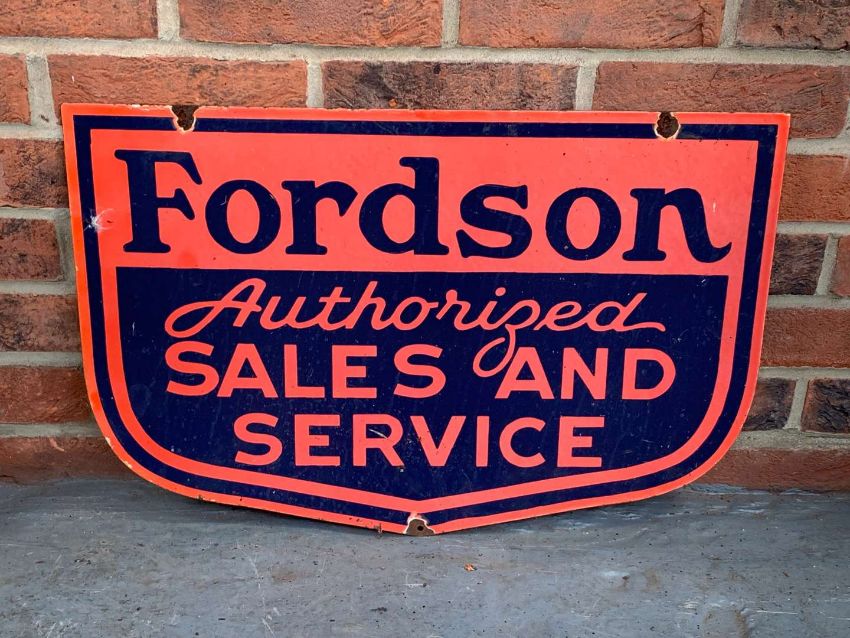 Fordson
Authorized
SALES AND
SERVICE